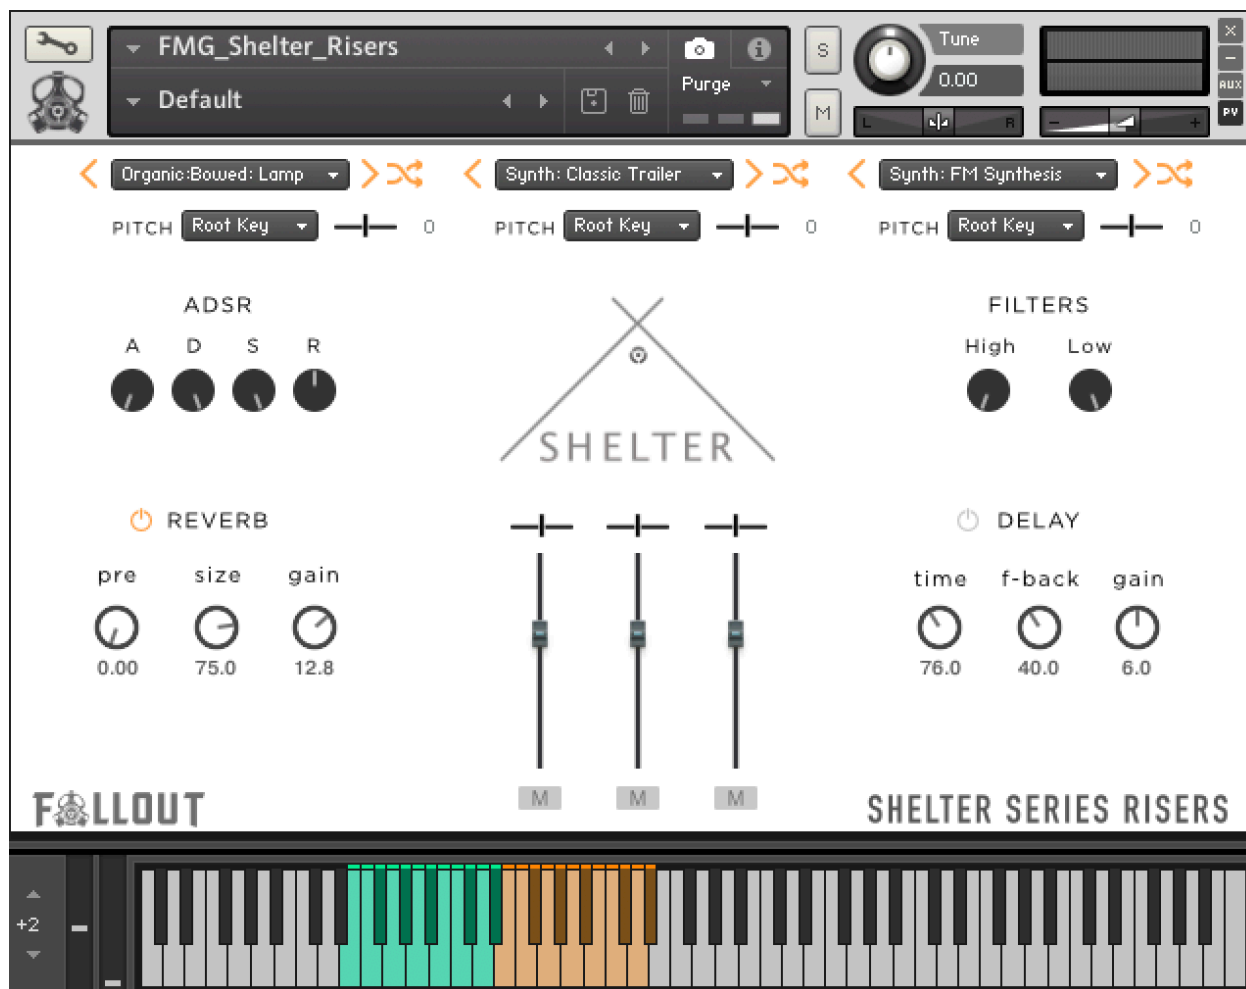 FMG_Shelter_Risers
S
Tune
Default
Purge
0.00
M
L
R
-
+
×
-
AUX
PV
Organic:Bowed: Lamp
Synth: Classic Trailer
Synth: FM Synthesis
PITCH Root Key 0
PITCH Root Key 0
PITCH Root Key 0
ADSR
A D S R
FILTERS
High Low
SHELTER
REVERB
pre size gain
0.00 75.0 12.8
DELAY
time f-back gain
76.0 40.0 6.0
M M M
FALLOUT
SHELTER SERIES RISERS
+2